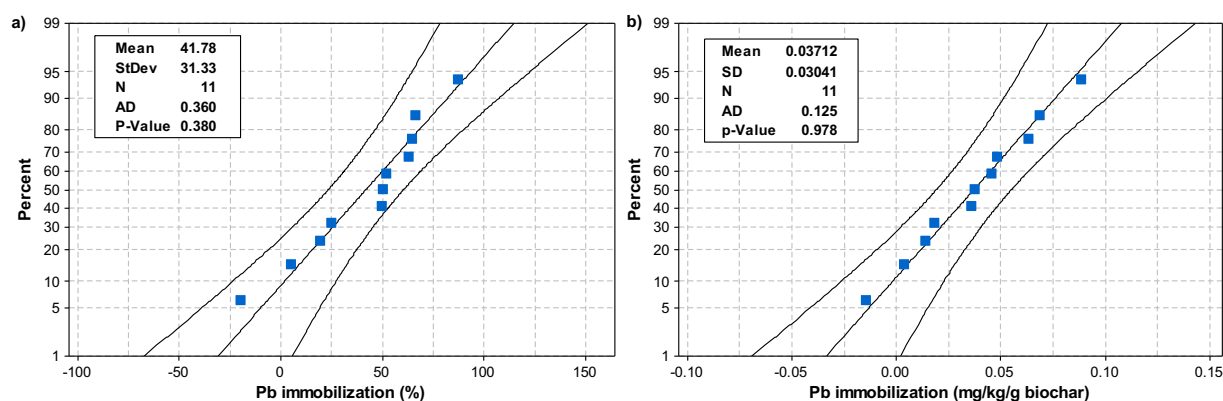 a)
Mean 41.78
StDev 31.33
N 11
AD 0.360
P-Value 0.380
Percent
99
95
90
80
70
60
50
40
30
20
10
5
1
-100 -50 0 50 100 150
Pb immobilization (%)
b)
Mean 0.03712
SD 0.03041
N 11
AD 0.125
p-Value 0.978
Percent
99
95
90
80
70
60
50
40
30
20
10
5
1
-0.10 -0.05 0.00 0.05 0.10 0.15
Pb immobilization (mg/kg/g biochar)